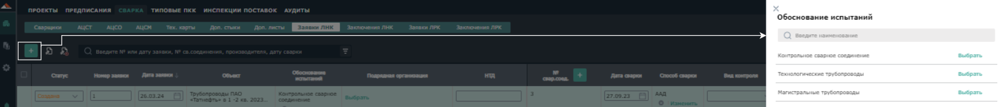 ПРОЕКТЫ ПРЕДПИСАНИЯ СВАРКА ТИПОВЫЕ ПКК ИНСПЕКЦИИ ПОСТАВОК АУДИТЫ
Сварщики АЦСТ АЦСО АЦСМ Тех. карты Доп. стыки Доп. листы Заявки ЛНК Заключения ЛНК Заявки ЛРК Заключения ЛРК
Введите № или дату заявки, № св.соединения, производителя, дату сварки
Статус Номер заявки Дата заявки ↓ Объект Обоснование испытаний Подрядная организация НТД № свар.соед. Дата сварки Способ сварки Вид контроля
Создана 1 26.03.24 Трубопроводы ПАО «Татнефть» в 1 -2 кв. 2023... Контрольное сварное соединение Выбрать 3 27.09.23 ААД Изменить
Обоснование испытаний
Введите наименование
Контрольное сварное соединение Выбрать
Технологические трубопроводы Выбрать
Магистральные трубопроводы Выбрать